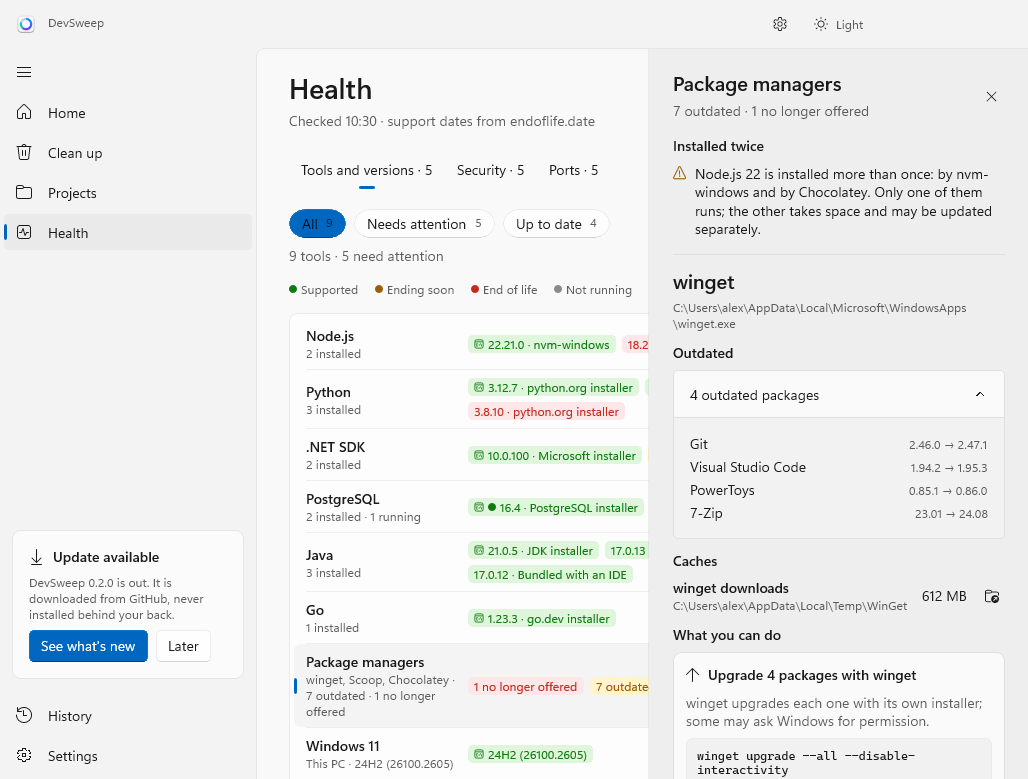 DevSweep
Light
Home
Clean up
Projects
Health
Update available
DevSweep 0.2.0 is out. It is
downloaded from GitHub, never
installed behind your back.
See what's new
Later
History
Settings
Health
Checked 10:30 · support dates from endoflife.date
Tools and versions · 5
Security · 5
Ports · 5
All 9
Needs attention 5
Up to date 4
9 tools · 5 need attention
Supported
Ending soon
End of life
Not running
Node.js
2 installed
22.21.0 · nvm-windows
18.2
Python
3 installed
3.12.7 · python.org installer
3.8.10 · python.org installer
.NET SDK
2 installed
10.0.100 · Microsoft installer
PostgreSQL
2 installed · 1 running
16.4 · PostgreSQL installer
Java
3 installed
21.0.5 · JDK installer
17.0.13
17.0.12 · Bundled with an IDE
Go
1 installed
1.23.3 · go.dev installer
Package managers
winget, Scoop, Chocolatey ·
7 outdated · 1 no longer
offered
1 no longer offered
7 outdate
Windows 11
This PC · 24H2 (26100.2605)
24H2 (26100.2605)
Package managers
7 outdated · 1 no longer offered
Installed twice
Node.js 22 is installed more than once: by nvm-
windows and by Chocolatey. Only one of them
runs; the other takes space and may be updated
separately.
winget
C:\Users\alex\AppData\Local\Microsoft\WindowsApps
\winget.exe
Outdated
4 outdated packages
Git 2.46.0 → 2.47.1
Visual Studio Code 1.94.2 → 1.95.3
PowerToys 0.85.1 → 0.86.0
7-Zip 23.01 → 24.08
Caches
winget downloads
C:\Users\alex\AppData\Local\Temp\WinGet
612 MB
What you can do
Upgrade 4 packages with winget
winget upgrades each one with its own installer;
some may ask Windows for permission.
winget upgrade --all --disable-
interactivity